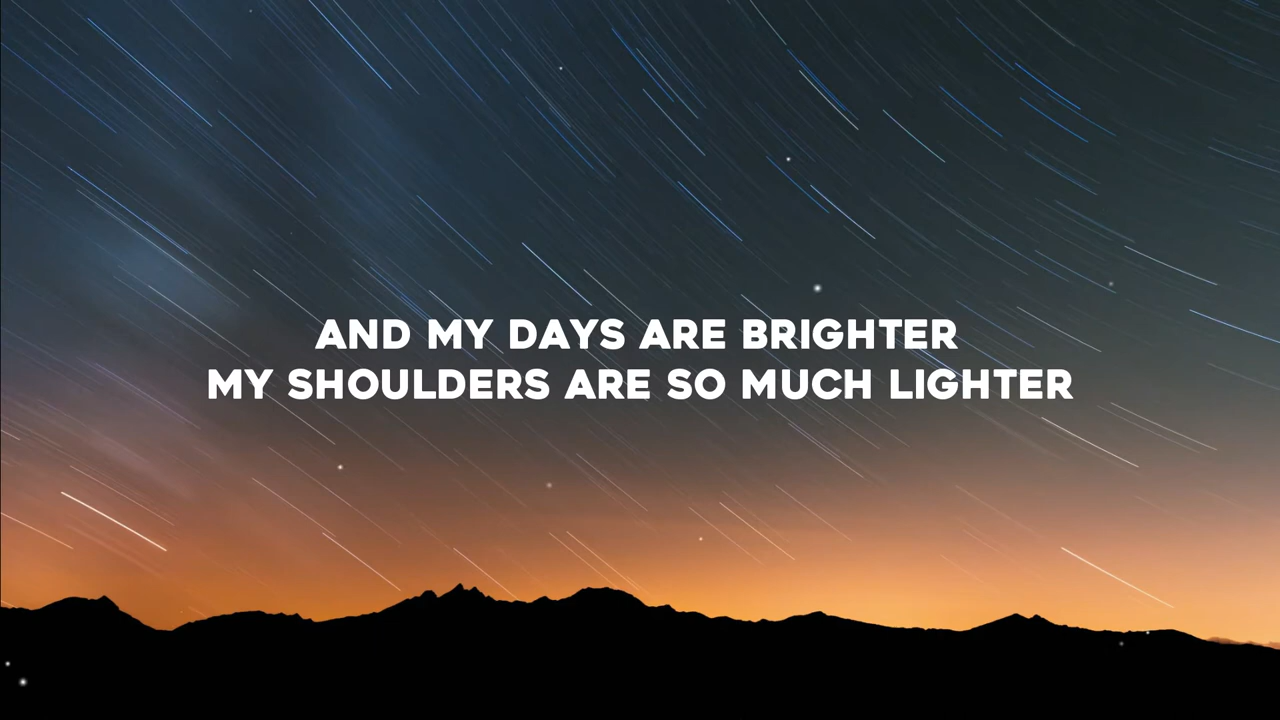 AND MY DAYS ARE BRIGHTER
MY SHOULDERS ARE SO MUCH LIGHTER